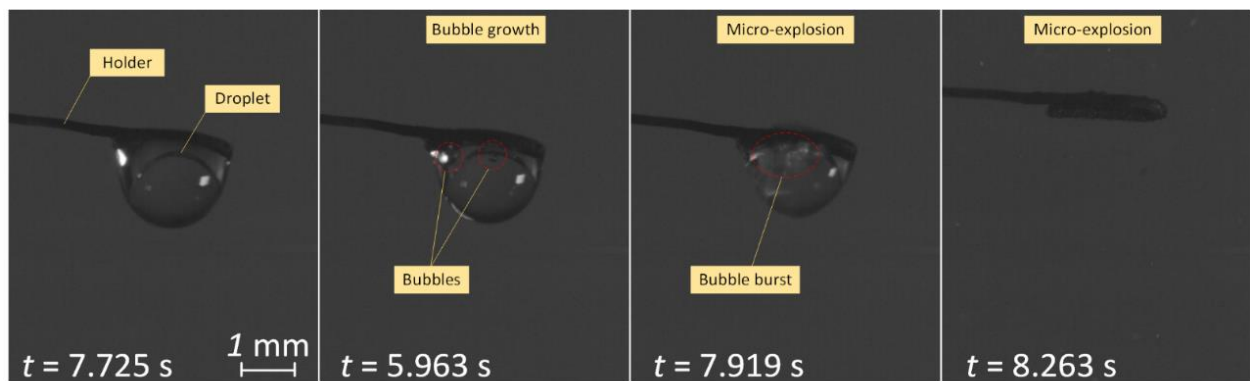 Holder
Droplet
t = 7.725 s
1 mm
Bubble growth
Bubbles
t = 5.963 s
Micro-explosion
Bubble burst
t = 7.919 s
Micro-explosion
t = 8.263 s